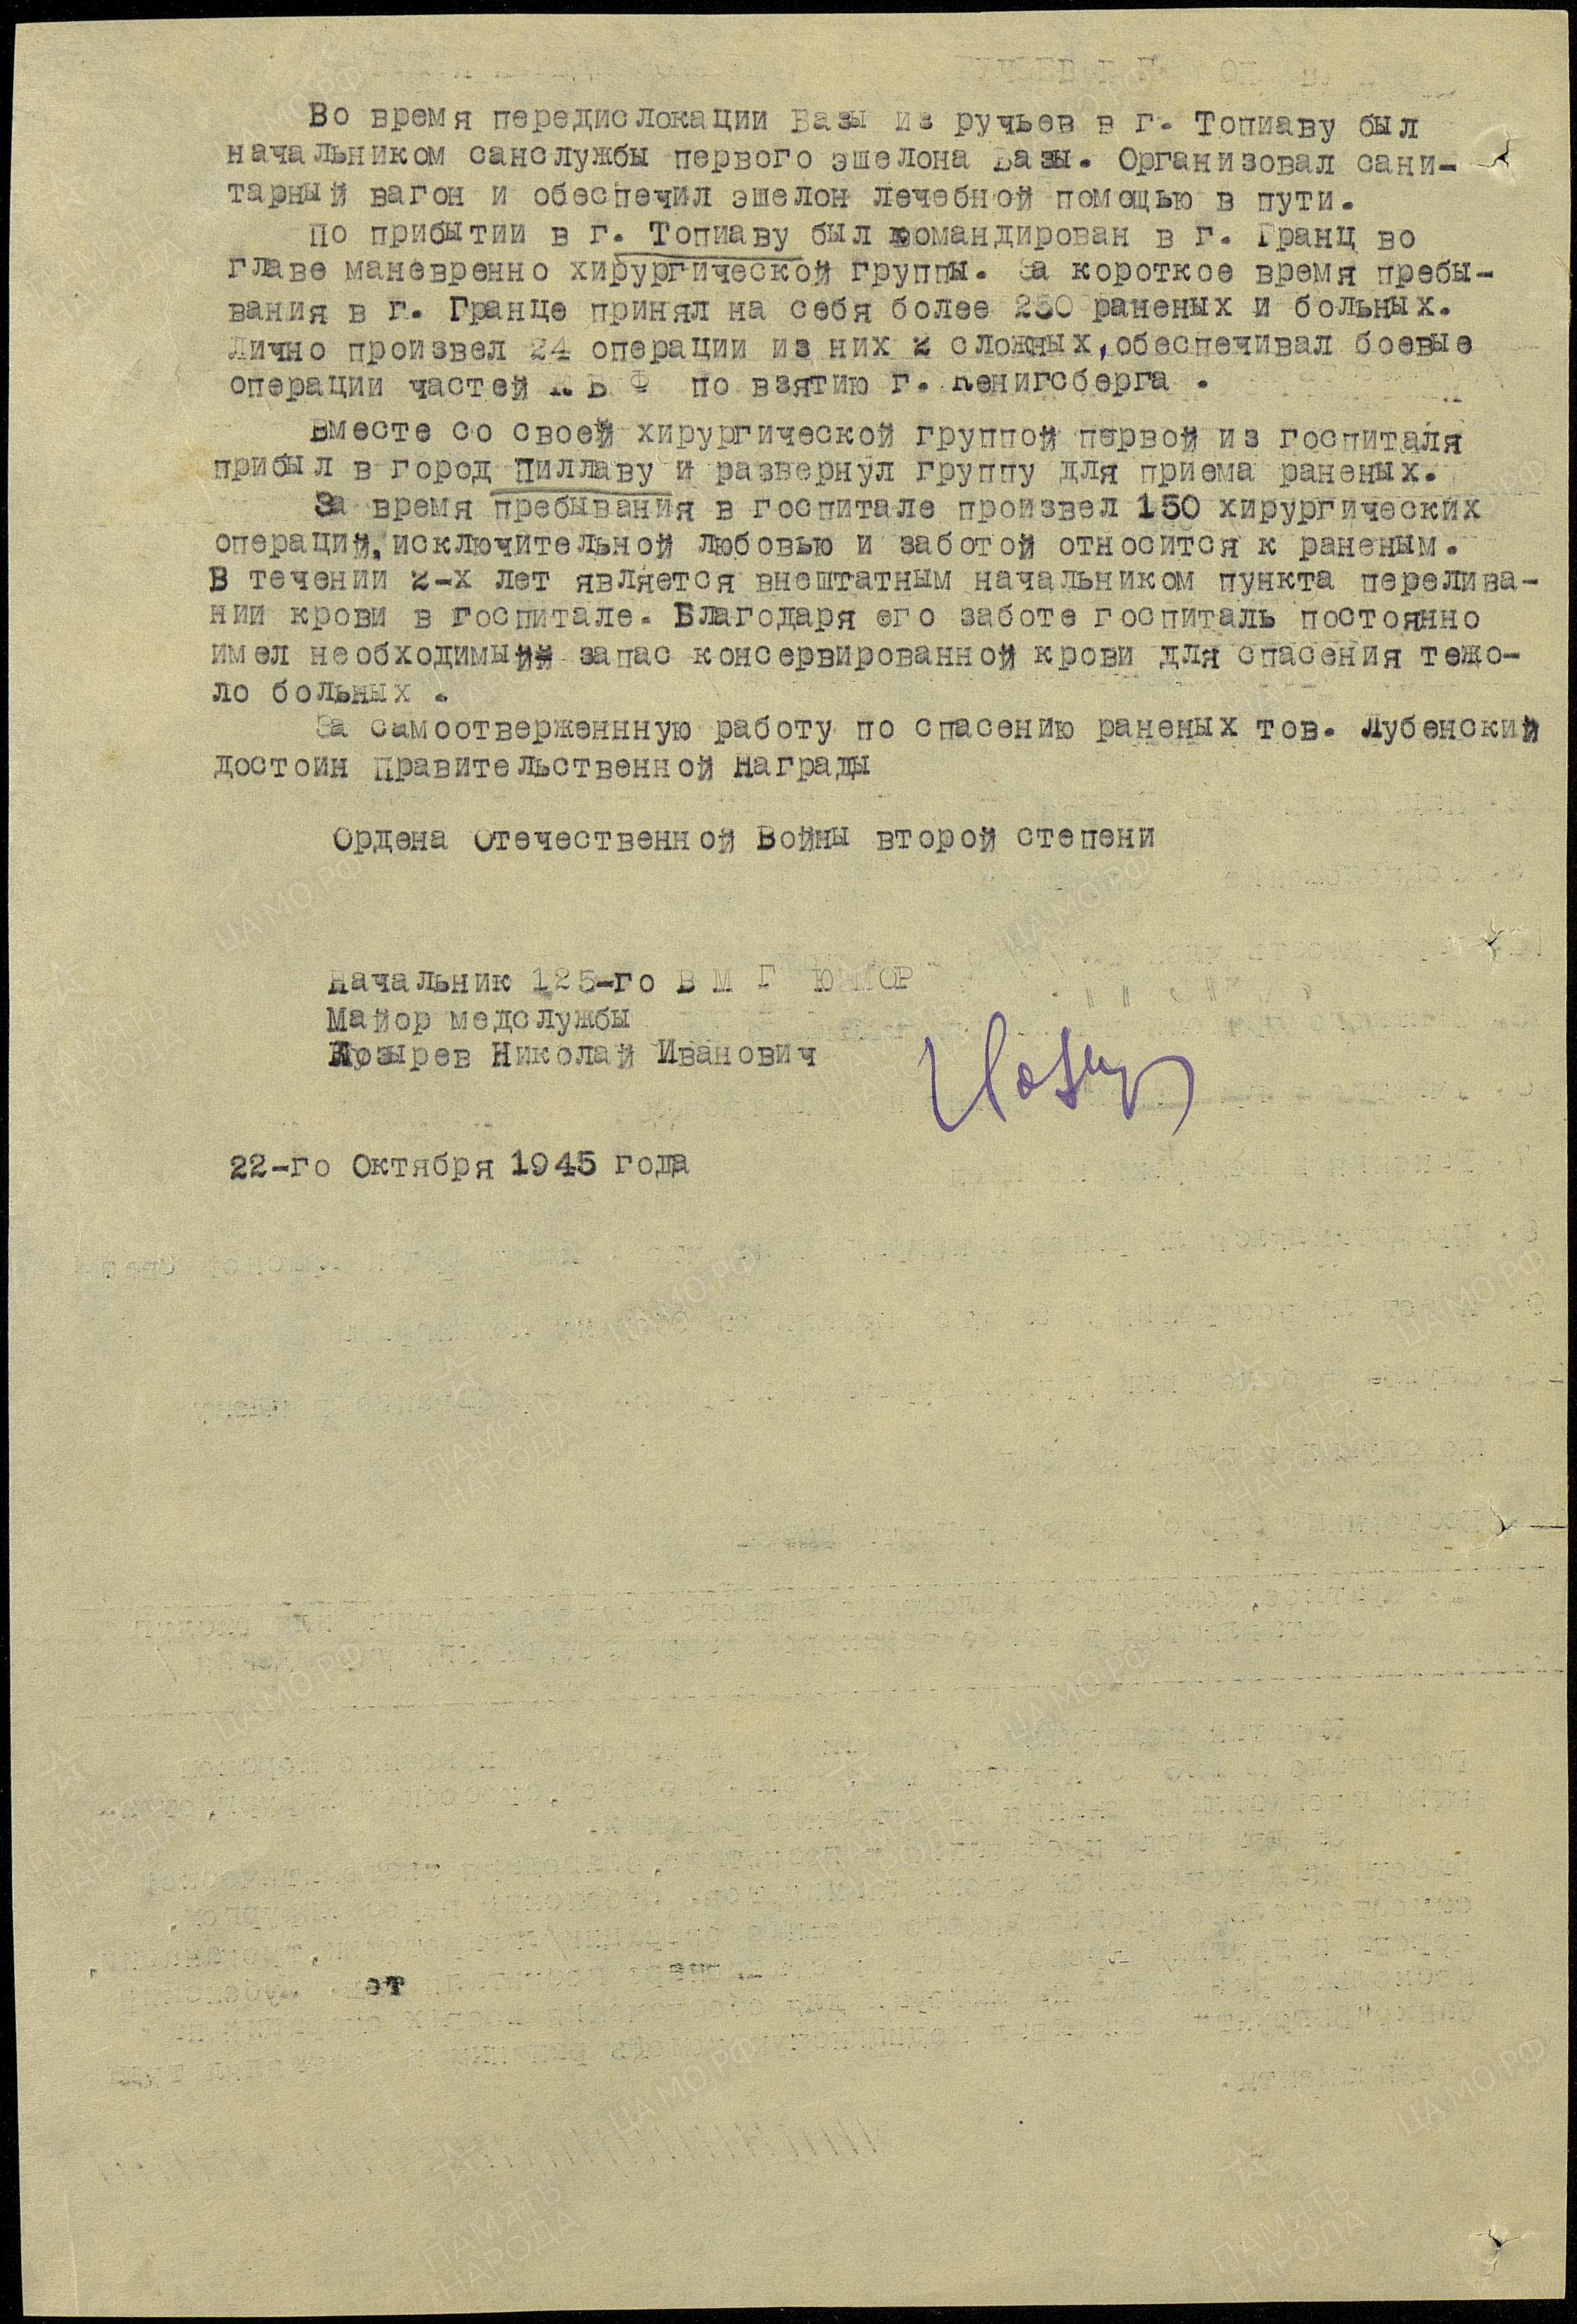 Во время передислокации Базы из ручьев в г. Топиаву был
начальником санслужбы первого эшелона Базы. Организовал сани-
тарный вагон и обеспечил эшелон лечебной помощью в пути.
По прибытии в г. Топиаву был командирован в г. Гранц во
главе маневренно хирургической группы. За короткое время пребы-
вания в г. Гранце принял на себя более 250 раненых и больных.
Лично произвел 24 операции из них 2 сложных, обеспечивал боевые
операции частей К Б Ф по взятию г. Кенигсберга .
Вместе со своей хирургической группой первой из госпиталя
прибыл в город Пиллаву и развернул группу для приема раненых.
За время пребывания в госпитале произвел 150 хирургических
операций, исключительной любовью и заботой относится к раненым.
В течении 2-х лет является внештатным начальником пункта перелива-
нии крови в госпитале. Благодаря его заботе госпиталь постоянно
имел необходимый запас консервированной крови для спасения тежо-
ло больных .
За самоотверженнную работу по спасению раненых тов. Лубенский
достоин Правительственной Награды
Ордена Отечественной Войны второй степени
Начальник 125-го В М Г ЮМОР
Майор медслужбы
Козырев Николай Иванович
22-го Октября 1945 года